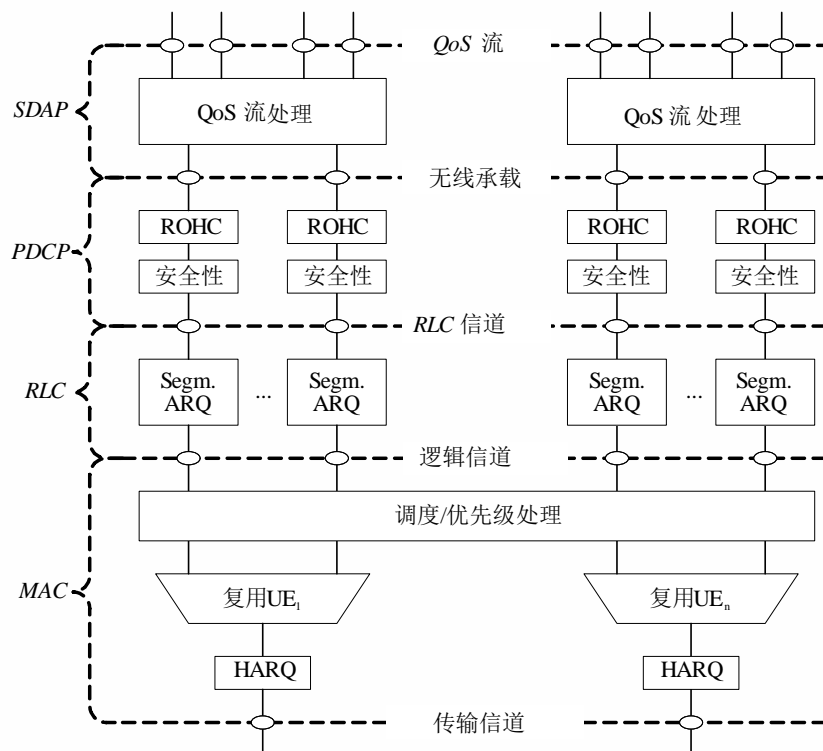 QoS 流
SDAP
QoS 流处理
QoS 流 处理
无线承载
ROHC ROHC ROHC ROHC
PDCP
安全性 安全性 安全性 安全性
RLC 信道
RLC
Segm. ARQ ... Segm. ARQ Segm. ARQ ... Segm. ARQ
逻辑信道
调度/优先级处理
MAC
复用UE1 复用UEn
HARQ HARQ
传输信道